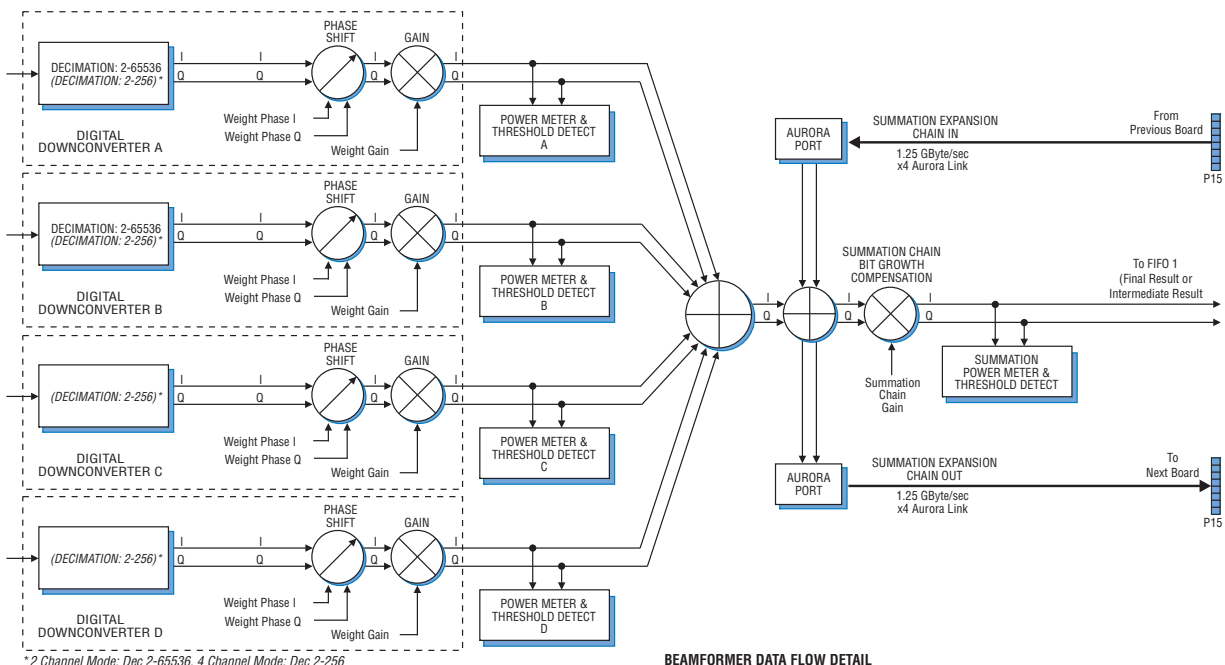 PHASE
SHIFT
GAIN
DECIMATION: 2-65536
(DECIMATION: 2-256)*
I
Q
I
Q
I
Q
I
Q
Weight Phase I
Weight Phase Q
Weight Gain
DIGITAL
DOWNCONVERTER A
POWER METER &
THRESHOLD DETECT
A
PHASE
SHIFT
GAIN
DECIMATION: 2-65536
(DECIMATION: 2-256)*
I
Q
I
Q
I
Q
I
Q
Weight Phase I
Weight Phase Q
Weight Gain
DIGITAL
DOWNCONVERTER B
POWER METER &
THRESHOLD DETECT
B
PHASE
SHIFT
GAIN
(DECIMATION: 2-256)*
I
Q
I
Q
I
Q
I
Q
Weight Phase I
Weight Phase Q
Weight Gain
DIGITAL
DOWNCONVERTER C
POWER METER &
THRESHOLD DETECT
C
PHASE
SHIFT
GAIN
(DECIMATION: 2-256)*
I
Q
I
Q
I
Q
I
Q
Weight Phase I
Weight Phase Q
Weight Gain
DIGITAL
DOWNCONVERTER D
POWER METER &
THRESHOLD DETECT
D
AURORA
PORT
SUMMATION EXPANSION
CHAIN IN
1.25 GByte/sec
x4 Aurora Link
From
Previous Board
P15
I
Q
I
Q
SUMMATION CHAIN
BIT GROWTH
COMPENSATION
Summation
Chain
Gain
I
Q
To FIFO 1
(Final Result or
Intermediate Result
SUMMATION
POWER METER &
THRESHOLD DETECT
AURORA
PORT
SUMMATION EXPANSION
CHAIN OUT
1.25 GByte/sec
x4 Aurora Link
To
Next Board
P15
* 2 Channel Mode: Dec 2-65536, 4 Channel Mode: Dec 2-256
BEAMFORMER DATA FLOW DETAIL